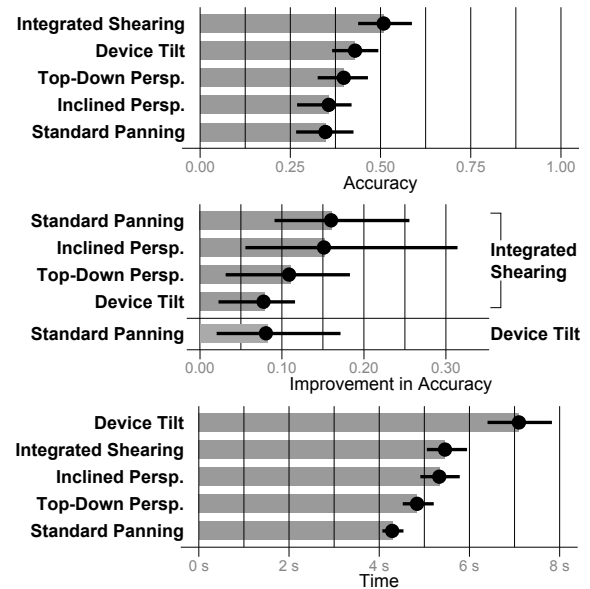 Integrated Shearing
Device Tilt
Top-Down Persp.
Inclined Persp.
Standard Panning
0.00 0.25 0.50 0.75 1.00
Accuracy
Standard Panning
Inclined Persp.
Top-Down Persp.
Device Tilt
Integrated
Shearing
Standard Panning
Device Tilt
0.00 0.10 0.20 0.30
Improvement in Accuracy
Device Tilt
Integrated Shearing
Inclined Persp.
Top-Down Persp.
Standard Panning
0 s 2 s 4 s 6 s 8 s
Time